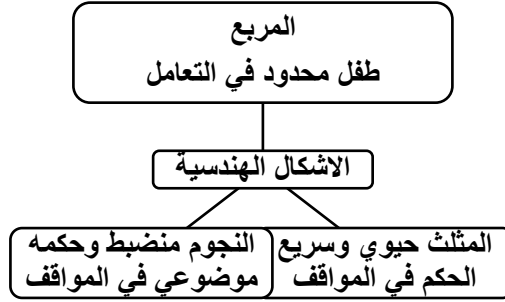 المربع
طفل محدود في التعامل
الاشكال الهندسية
المثلث حيوي وسريع
الحكم في المواقف
النجوم منضبط وحكمه
موضوعي في المواقف